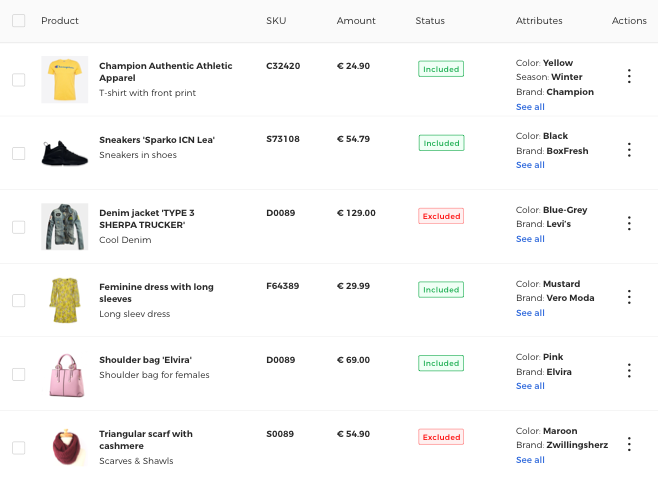 Product SKU Amount Status Attributes Actions
Champion Authentic Athletic
Apparel
T-shirt with front print
C32420
€ 24.90
Included
Color: Yellow
Season: Winter
Brand: Champion
See all
Sneakers 'Sparko ICN Lea'
Sneakers in shoes
S73108
€ 54.79
Included
Color: Black
Brand: BoxFresh
See all
Denim jacket 'TYPE 3
SHERPA TRUCKER'
Cool Denim
D0089
€ 129.00
Excluded
Color: Blue-Grey
Brand: Levi's
See all
Feminine dress with long
sleeves
Long sleev dress
F64389
€ 29.99
Included
Color: Mustard
Brand: Vero Moda
See all
Shoulder bag 'Elvira'
Shoulder bag for females
D0089
€ 69.00
Included
Color: Pink
Brand: Elvira
See all
Triangular scarf with
cashmere
Scarves & Shawls
S0089
€ 54.90
Excluded
Color: Maroon
Brand: Zwillingsherz
See all